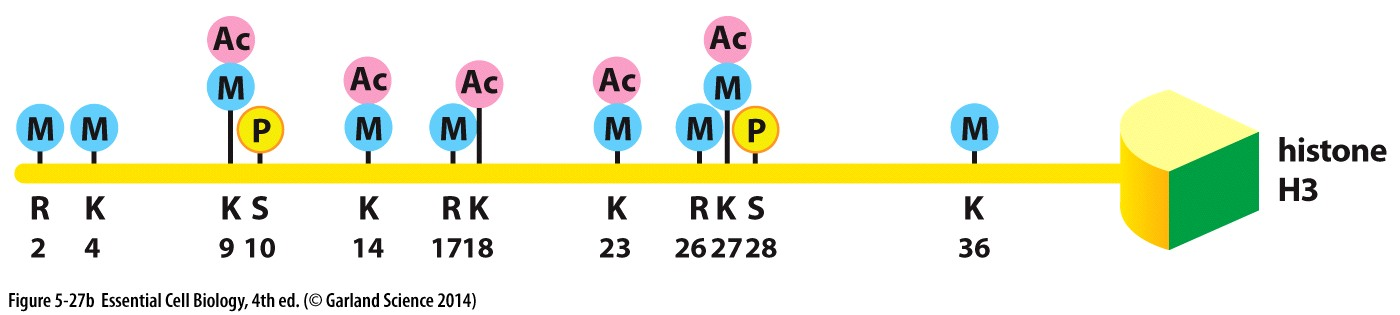 Ac Ac
M Ac Ac Ac M
M M P M M M M P M
histone
H3
R K K S K R K K R K S K
2 4 9 10 14 17 18 23 26 27 28 36
Figure 5-27b Essential Cell Biology, 4th ed. (© Garland Science 2014)